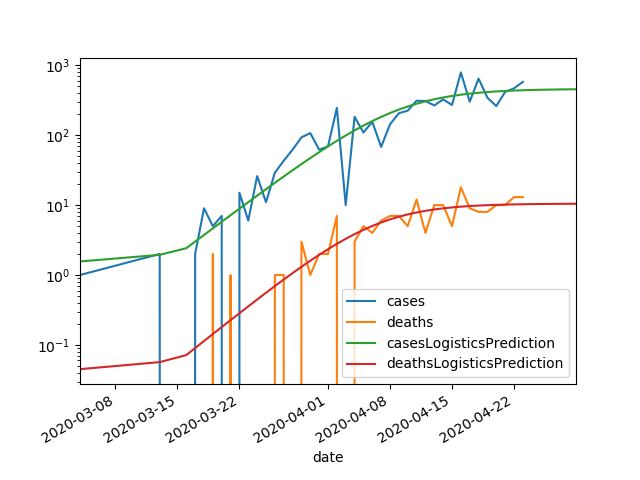 10³
10²
10¹
10⁰
10⁻¹
cases
deaths
casesLogisticsPrediction
deathsLogisticsPrediction
2020-03-08
2020-03-15
2020-03-22
2020-04-01
2020-04-08
2020-04-15
2020-04-22
date